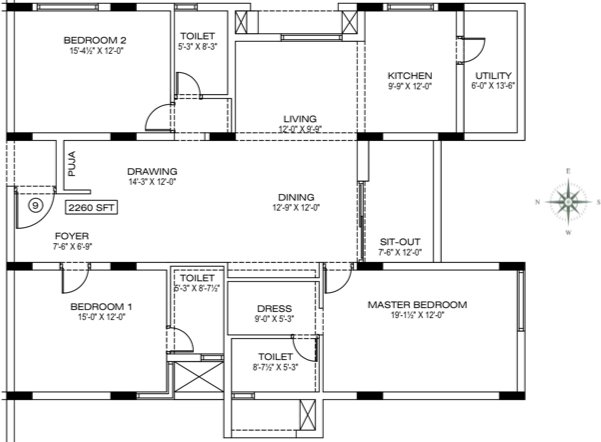 BEDROOM 2
15'-4½" X 12'-0"
TOILET
5'-3" X 8'-3"
KITCHEN
9'-9" X 12'-0"
UTILITY
6'-0" X 13'-6"
LIVING
12'-0" X 9'-9"
PUJA
DRAWING
14'-3" X 12'-0"
DINING
12'-9" X 12'-0"
9
2260 SFT
FOYER
7'-6" X 6'-9"
SIT-OUT
7'-6" X 12'-0"
E
N
S
W
BEDROOM 1
15'-0" X 12'-0"
TOILET
5'-3" X 8'-7½"
DRESS
9'-0" X 5'-3"
MASTER BEDROOM
19'-1½" X 12'-0"
TOILET
8'-7½" X 5'-3"